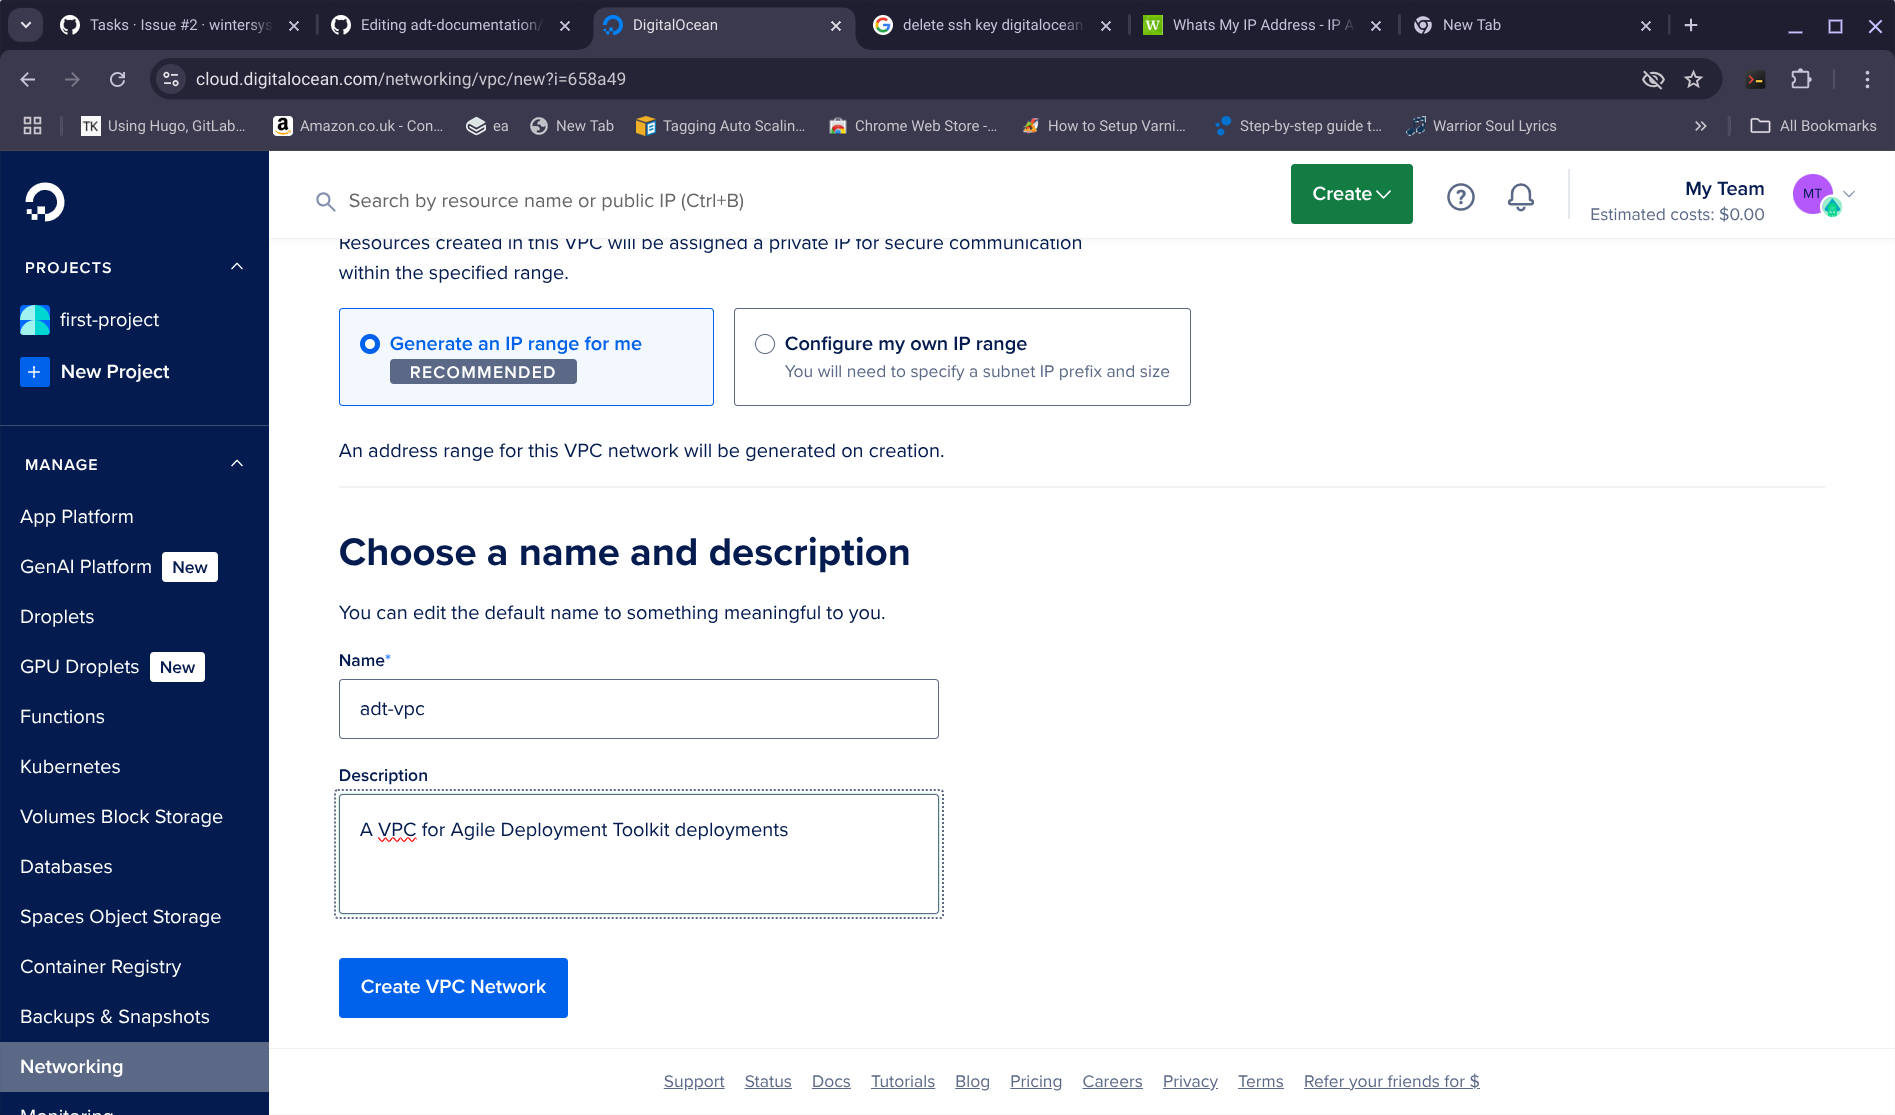 Tasks · Issue #2 · wintersys
Editing adt-documentation/
DigitalOcean
delete ssh key digitalocean
W Whats My IP Address - IP A
New Tab
cloud.digitalocean.com/networking/vpc/new?i=658a49
TK Using Hugo, GitLab...
a Amazon.co.uk - Con...
ea
New Tab
Tagging Auto Scalin...
Chrome Web Store -...
How to Setup Varni...
Step-by-step guide t...
Warrior Soul Lyrics
All Bookmarks
Search by resource name or public IP (Ctrl+B)
Create
My Team
Estimated costs: $0.00
MT
PROJECTS
first-project
New Project
MANAGE
App Platform
GenAI Platform New
Droplets
GPU Droplets New
Functions
Kubernetes
Volumes Block Storage
Databases
Spaces Object Storage
Container Registry
Backups & Snapshots
Networking
Monitoring
Resources created in this VPC will be assigned a private IP for secure communication
within the specified range.
Generate an IP range for me
RECOMMENDED
Configure my own IP range
You will need to specify a subnet IP prefix and size
An address range for this VPC network will be generated on creation.
Choose a name and description
You can edit the default name to something meaningful to you.
Name*
adt-vpc
Description
A VPC for Agile Deployment Toolkit deployments
Create VPC Network
Support Status Docs Tutorials Blog Pricing Careers Privacy Terms Refer your friends for $